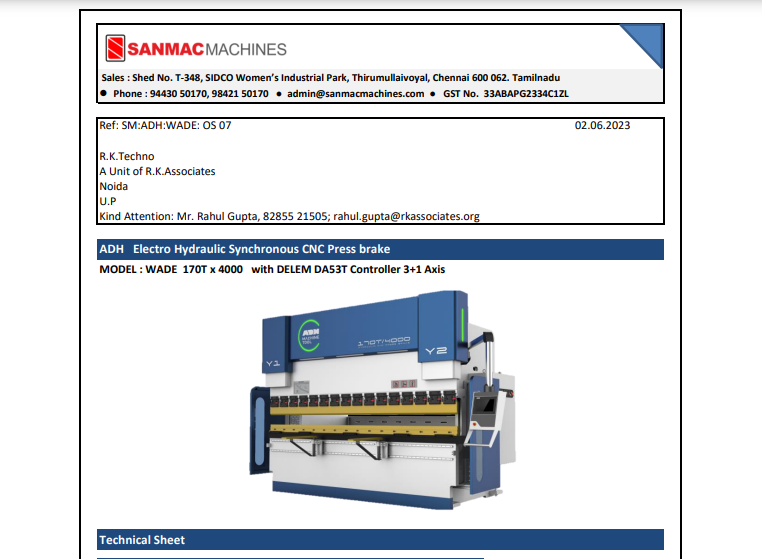 SANMACMACHINES
Sales : Shed No. T-348, SIDCO Women's Industrial Park, Thirumullaivoyal, Chennai 600 062. Tamilnadu
● Phone : 94430 50170, 98421 50170 ● admin@sanmacmachines.com ● GST No. 33ABAPG2334C1ZL
Ref: SM:ADH:WADE: OS 07 02.06.2023
R.K.Techno
A Unit of R.K.Associates
Noida
U.P
Kind Attention: Mr. Rahul Gupta, 82855 21505; rahul.gupta@rkassociates.org
ADH Electro Hydraulic Synchronous CNC Press brake
MODEL : WADE 170T x 4000 with DELEM DA53T Controller 3+1 Axis
ADH
MACHINE
TOOL
170T/4000
Y1
Y2
Technical Sheet